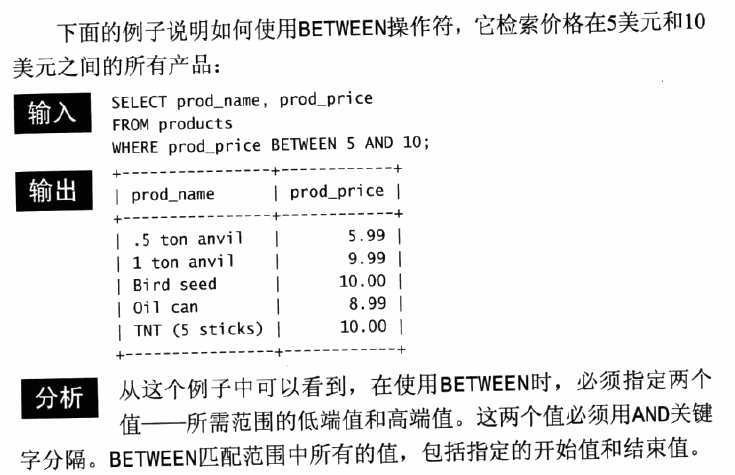 下面的例子说明如何使用BETWEEN操作符，它检索价格在5美元和10
美元之间的所有产品：
输入
SELECT prod_name, prod_price
FROM products
WHERE prod_price BETWEEN 5 AND 10;
输出
+----------------+------------+
| prod_name      | prod_price |
+----------------+------------+
| .5 ton anvil   |       5.99 |
| 1 ton anvil    |       9.99 |
| Bird seed      |      10.00 |
| Oil can        |       8.99 |
| TNT (5 sticks) |      10.00 |
+----------------+------------+
分析
从这个例子中可以看到，在使用BETWEEN时，必须指定两个
值——所需范围的低端值和高端值。这两个值必须用AND关键
字分隔。BETWEEN匹配范围中所有的值，包括指定的开始值和结束值。